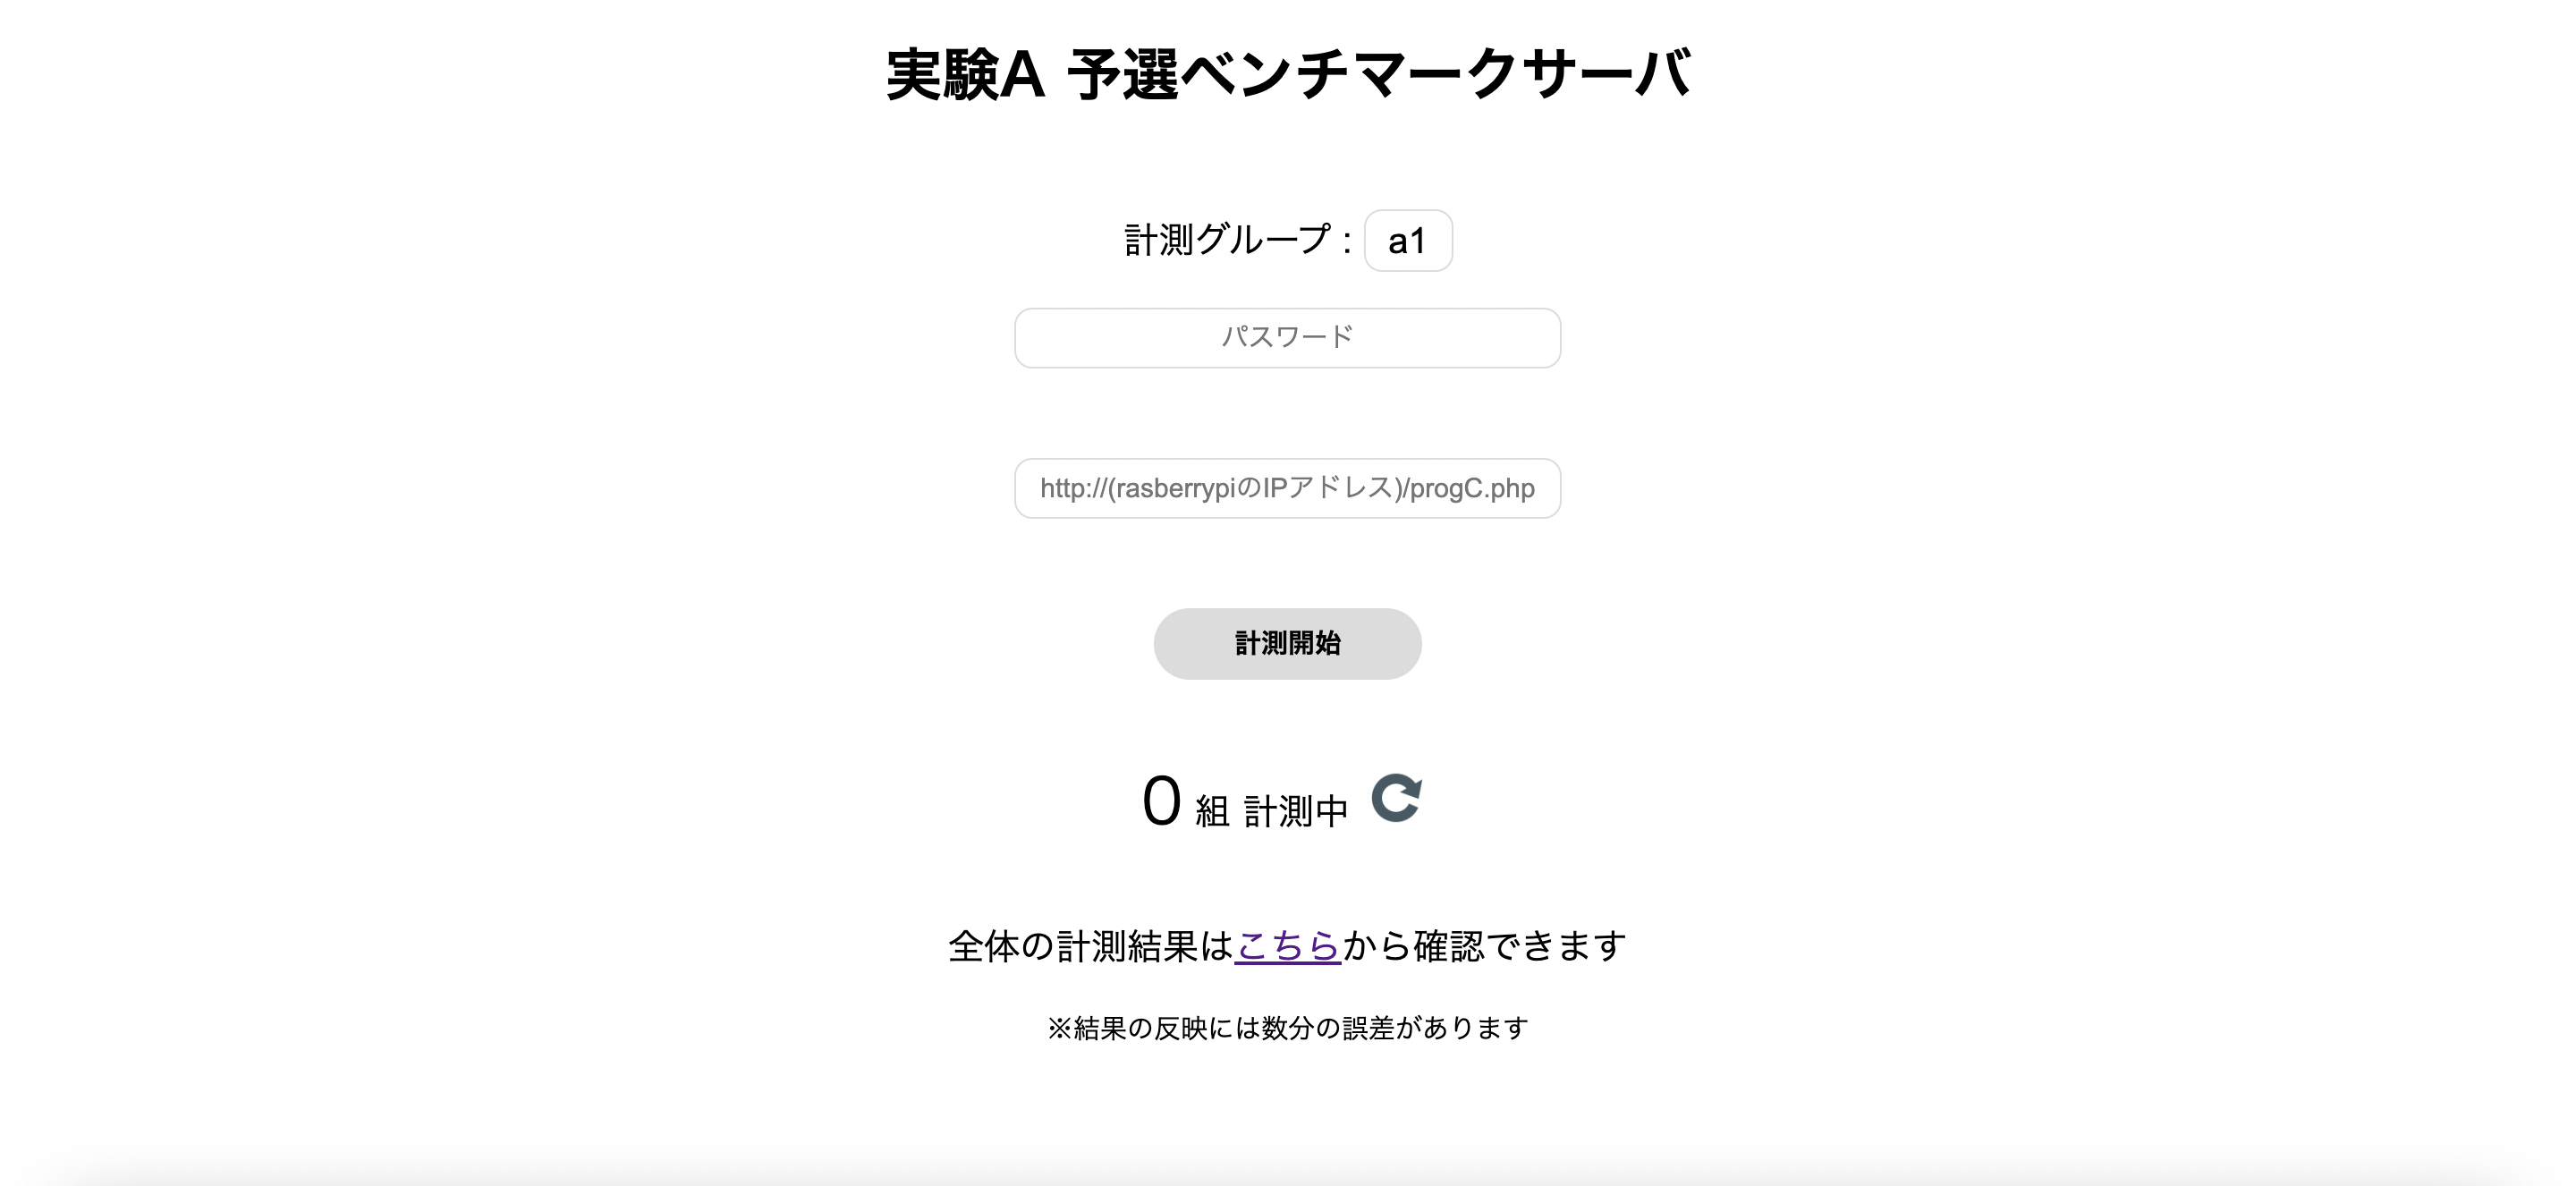 実験A 予選ベンチマークサーバ
計測グループ : a1
パスワード
http://(rasberrypiのIPアドレス)/progC.php
計測開始
0 組 計測中
全体の計測結果はこちらから確認できます
※結果の反映には数分の誤差があります